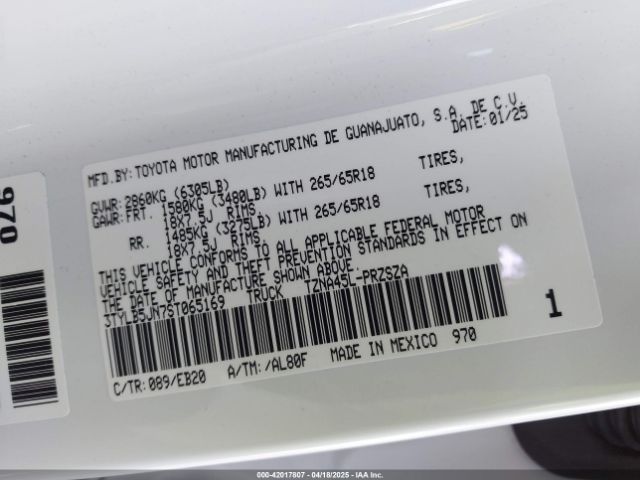 MFD.BY:TOYOTA MOTOR MANUFACTURING DE GUANAJUATO, S.A. DE C.V.
DATE:01/25
GVWR:2860KG (6305LB)
GAWR:FRT. 1580KG (3480LB) WITH 265/65R18 TIRES,
18X7.5J RIMS,
RR. 1485KG (3275LB) WITH 265/65R18 TIRES,
18X7.5J RIMS.
THIS VEHICLE CONFORMS TO ALL APPLICABLE FEDERAL MOTOR
VEHICLE SAFETY AND THEFT PREVENTION STANDARDS IN EFFECT ON
THE DATE OF MANUFACTURE SHOWN ABOVE.
3TYLB5JN7ST065169 TRUCK TZNA45L-PRZSZA
1
C/TR:089/EB20 A/TM:/AL80F MADE IN MEXICO 970
970
000-42017807 - 04/18/2025 - IAAI.CA